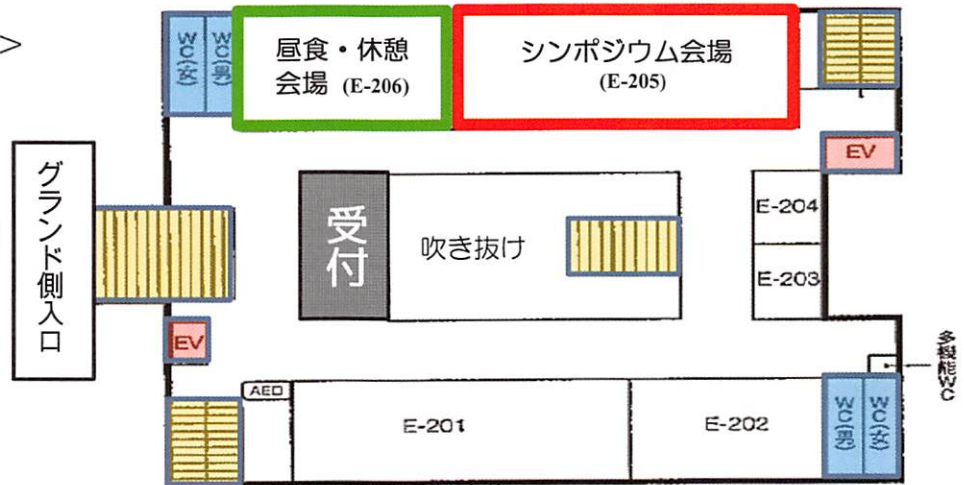 >
WC(女)
WC(男)
昼食・休憩
会場 (E-206)
シンポジウム会場
(E-205)
EV
グランド側入口
受付
吹き抜け
E-204
E-203
EV
多機能WC
AED
E-201
E-202
WC(男)
WC(女)